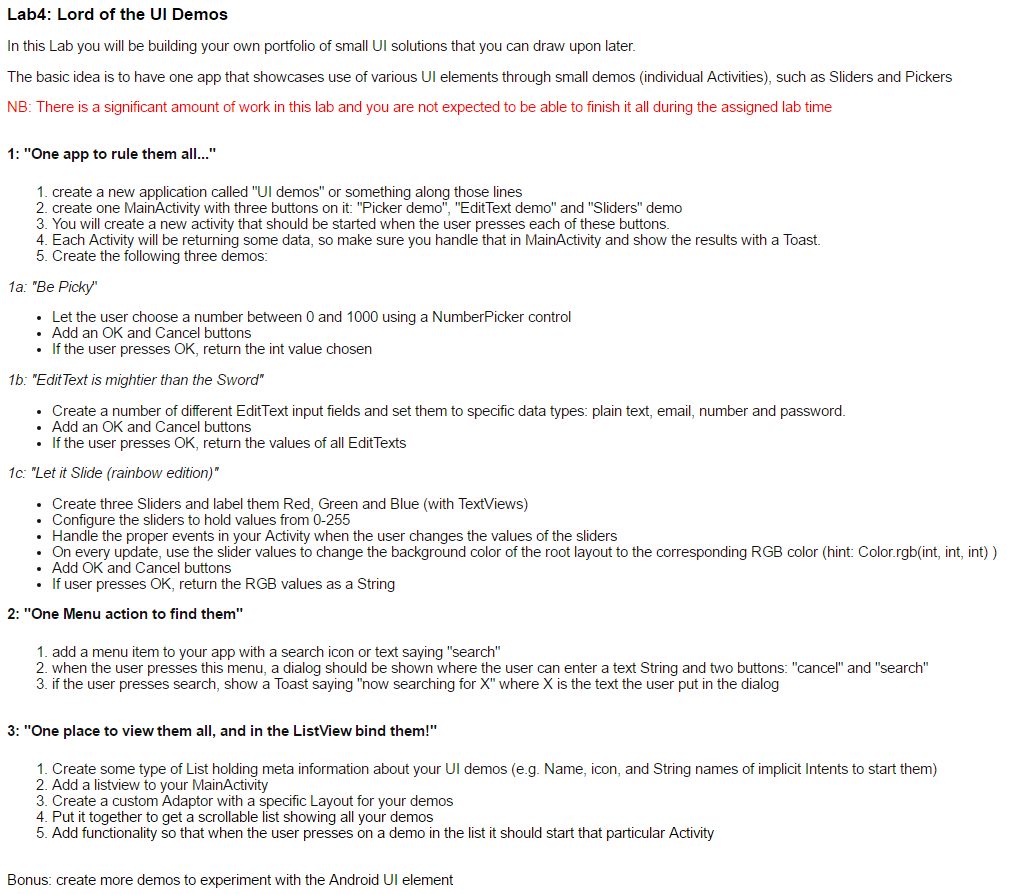 Lab4: Lord of the UI Demos
In this Lab you will be building your own portfolio of small UI solutions that you can draw upon later.
The basic idea is to have one app that showcases use of various UI elements through small demos (individual Activities), such as Sliders and Pickers
NB: There is a significant amount of work in this lab and you are not expected to be able to finish it all during the assigned lab time
1: "One app to rule them all..."
1. create a new application called "UI demos" or something along those lines
2. create one MainActivity with three buttons on it: "Picker demo", "EditText demo" and "Sliders" demo
3. You will create a new activity that should be started when the user presses each of these buttons.
4. Each Activity will be returning some data, so make sure you handle that in MainActivity and show the results with a Toast.
5. Create the following three demos:
1a: "Be Picky"
• Let the user choose a number between 0 and 1000 using a NumberPicker control
• Add an OK and Cancel buttons
• If the user presses OK, return the int value chosen
1b: "EditText is mightier than the Sword"
• Create a number of different EditText input fields and set them to specific data types: plain text, email, number and password.
• Add an OK and Cancel buttons
• If the user presses OK, return the values of all EditTexts
1c: "Let it Slide (rainbow edition)"
• Create three Sliders and label them Red, Green and Blue (with TextViews)
• Configure the sliders to hold values from 0-255
• Handle the proper events in your Activity when the user changes the values of the sliders
• On every update, use the slider values to change the background color of the root layout to the corresponding RGB color (hint: Color.rgb(int, int, int) )
• Add OK and Cancel buttons
• If user presses OK, return the RGB values as a String
2: "One Menu action to find them"
1. add a menu item to your app with a search icon or text saying "search"
2. when the user presses this menu, a dialog should be shown where the user can enter a text String and two buttons: "cancel" and "search"
3. if the user presses search, show a Toast saying "now searching for X" where X is the text the user put in the dialog
3: "One place to view them all, and in the ListView bind them!"
1. Create some type of List holding meta information about your UI demos (e.g. Name, icon, and String names of implicit Intents to start them)
2. Add a listview to your MainActivity
3. Create a custom Adaptor with a specific Layout for your demos
4. Put it together to get a scrollable list showing all your demos
5. Add functionality so that when the user presses on a demo in the list it should start that particular Activity
Bonus: create more demos to experiment with the Android UI element